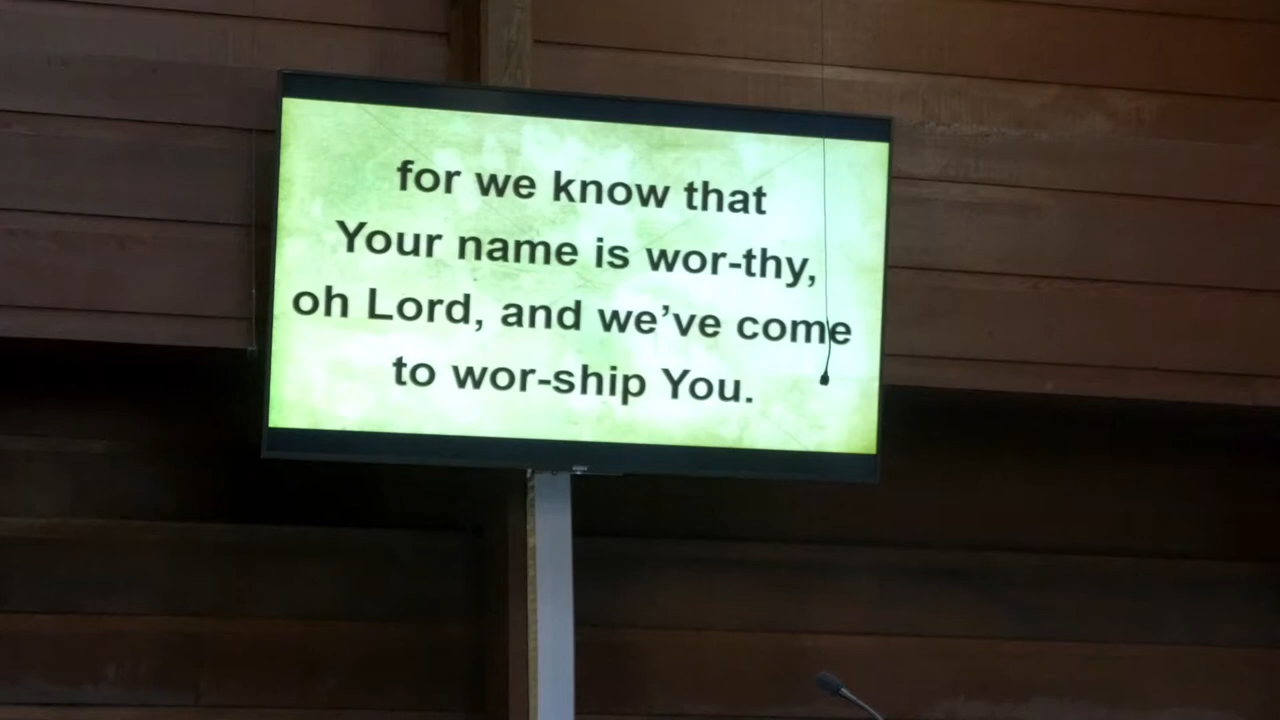 for we know that
Your name is wor-thy,
oh Lord, and we’ve come
to wor-ship You.